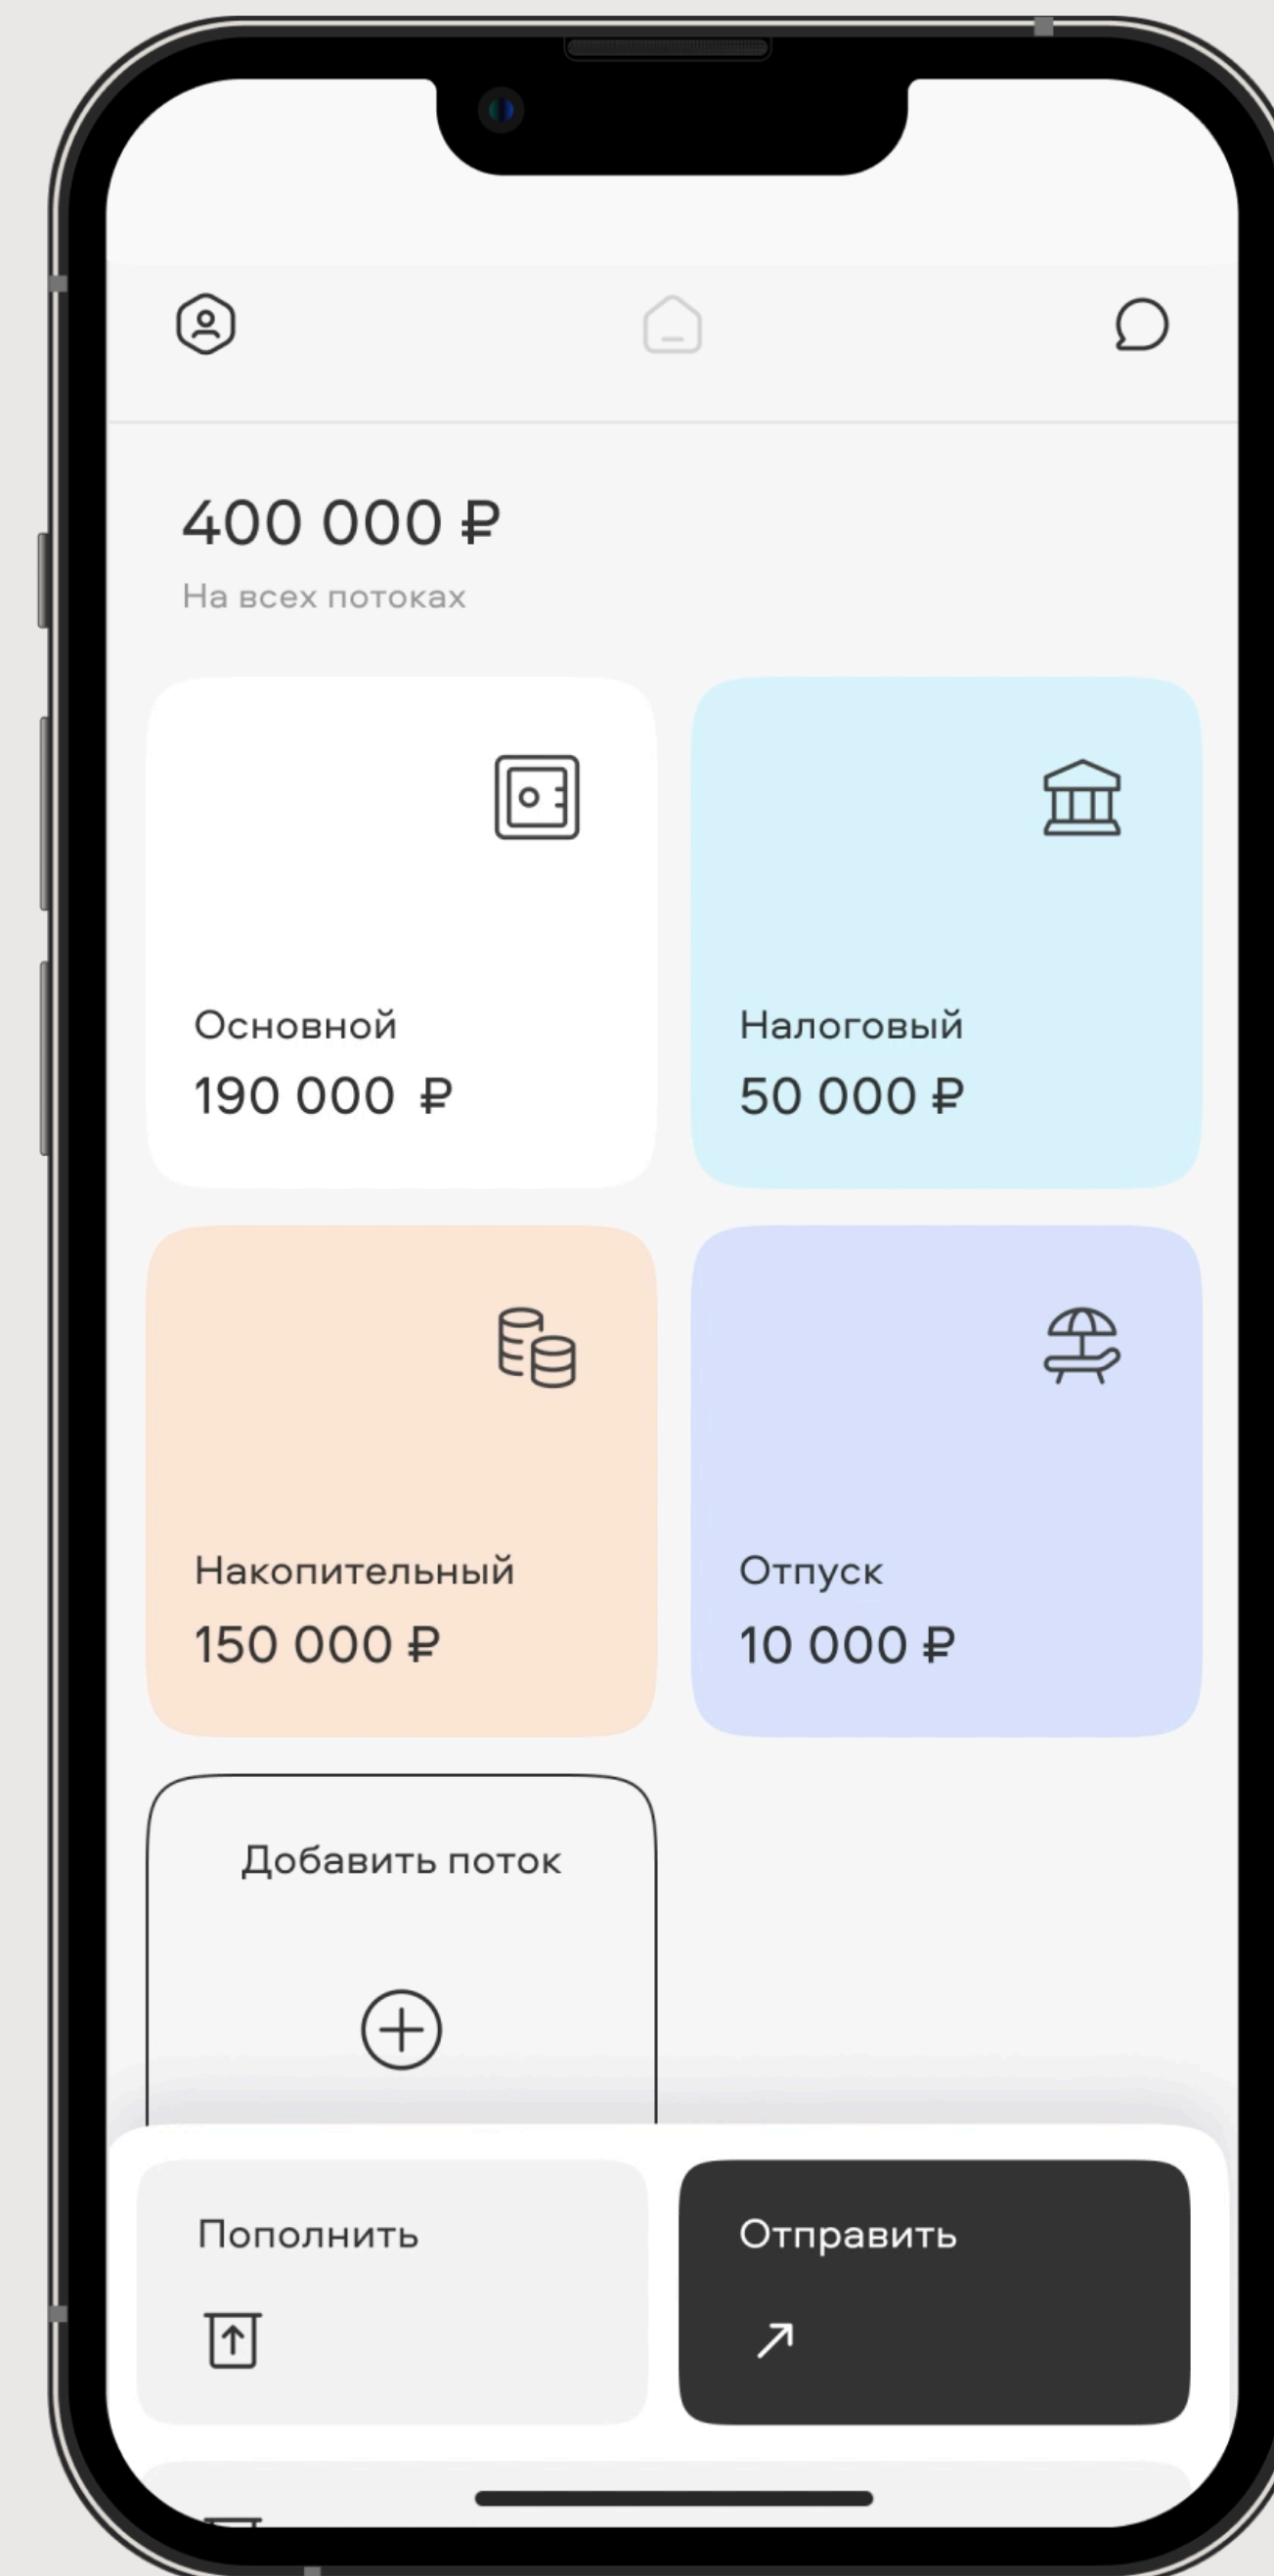 400 000 ₽
На всех потоках
Основной
190 000 ₽
Налоговый
50 000 ₽
Накопительный
150 000 ₽
Отпуск
10 000 ₽
Добавить поток
Пополнить
Отправить